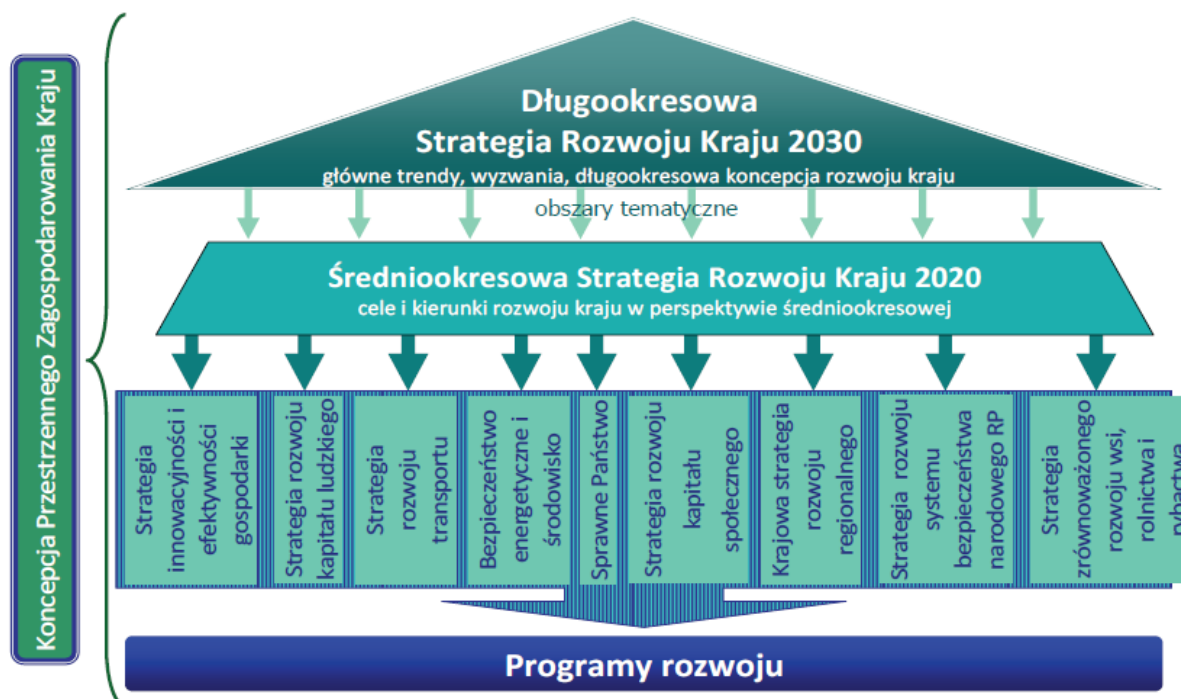 Koncepcja Przestrzennego Zagospodarowania Kraju
Długookresowa
Strategia Rozwoju Kraju 2030
główne trendy, wyzwania, długookresowa koncepcja rozwoju kraju
obszary tematyczne
Średniookresowa Strategia Rozwoju Kraju 2020
cele i kierunki rozwoju kraju w perspektywie średniookresowej
Strategia
innowacyjności i
efektywności
gospodarki
Strategia rozwoju
kapitału ludzkiego
Strategia
rozwoju
transportu
Bezpieczeństwo
energetyczne i
środowisko
Sprawne Państwo
Strategia rozwoju
kapitału
społecznego
Krajowa strategia
rozwoju
regionalnego
Strategia rozwoju
systemu
bezpieczeństwa
narodowego RP
Strategia
zrównoważonego
rozwoju wsi,
rolnictwa i
rybactwa
Programy rozwoju